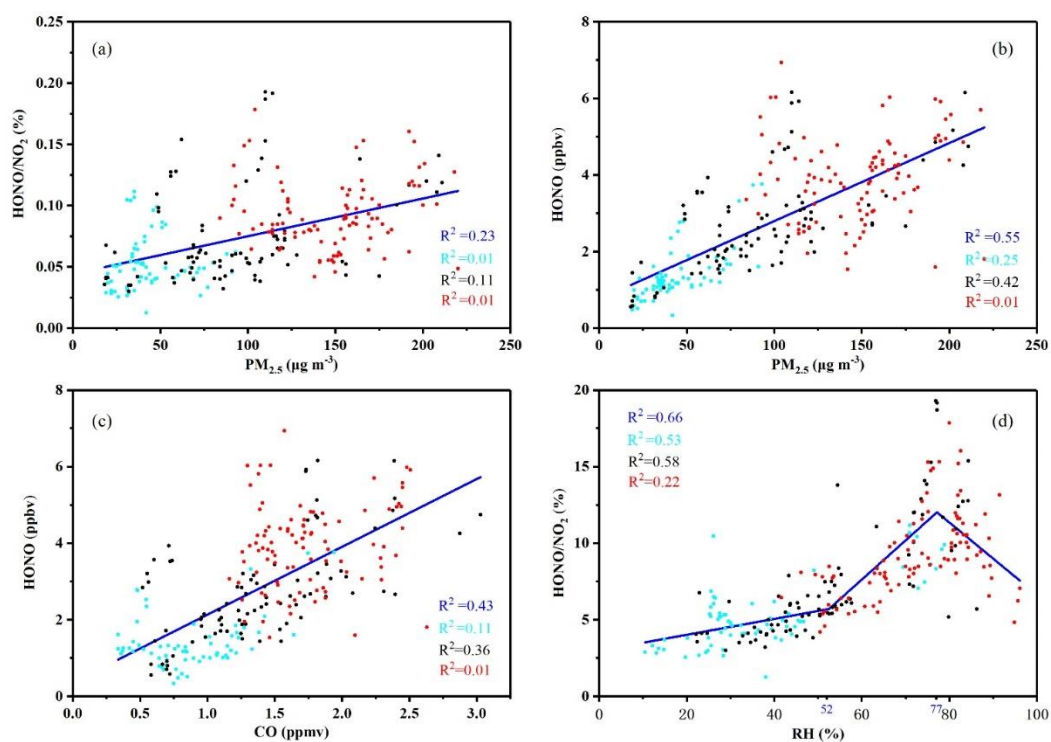 (a)
0.25
0.20
0.15
0.10
0.05
0.00
HONO/NO₂ (%)
R² =0.23
R² =0.01
R² =0.11
R² =0.01
0 50 100 150 200 250
PM₂.₅ (µg m⁻³)
(b)
8
6
4
2
0
HONO (ppbv)
R² =0.55
R² =0.25
R² =0.42
R² =0.01
0 50 100 150 200 250
PM₂.₅ (µg m⁻³)
(c)
8
6
4
2
0
HONO (ppbv)
R² =0.43
R² =0.11
R²=0.36
R² =0.01
0.0 0.5 1.0 1.5 2.0 2.5 3.0
CO (ppmv)
(d)
20
15
10
5
0
HONO/NO₂ (%)
R² =0.66
R² =0.53
R²=0.58
R² =0.22
0 20 40 52 60 77 80 100
RH (%)